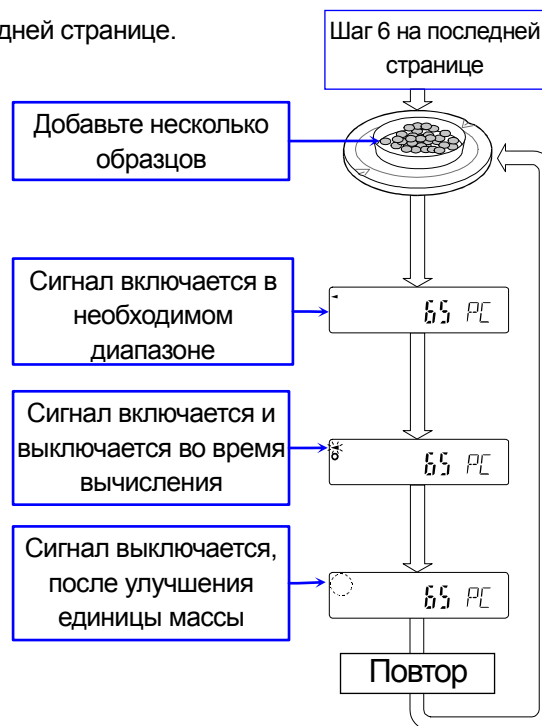 дней странице.
Шаг 6 на последней
странице
Добавьте несколько
образцов
Сигнал включается в
необходимом
диапазоне
65 PC
Сигнал включается и
выключается во время
вычисления
65 PC
Сигнал выключается,
после улучшения
единицы массы
65 PC
Повтор